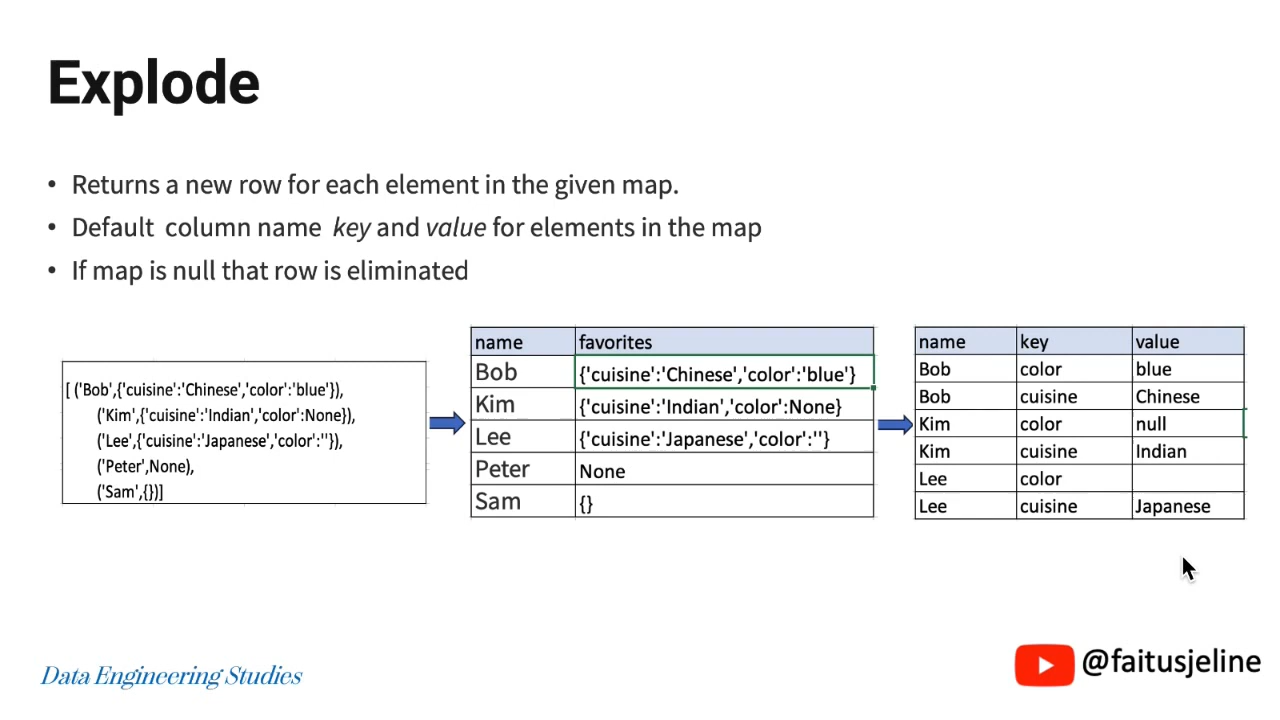 Explode
• Returns a new row for each element in the given map.
• Default column name key and value for elements in the map
• If map is null that row is eliminated
[ ('Bob',{'cuisine':'Chinese','color':'blue'}),
('Kim',{'cuisine':'Indian','color':None}),
('Lee',{'cuisine':'Japanese','color':''}),
('Peter',None),
('Sam',{})]
name favorites
Bob {'cuisine':'Chinese','color':'blue'}
Kim {'cuisine':'Indian','color':None}
Lee {'cuisine':'Japanese','color':''}
Peter None
Sam {}
name key value
Bob color blue
Bob cuisine Chinese
Kim color null
Kim cuisine Indian
Lee color
Lee cuisine Japanese
Data Engineering Studies
@faitusjeline